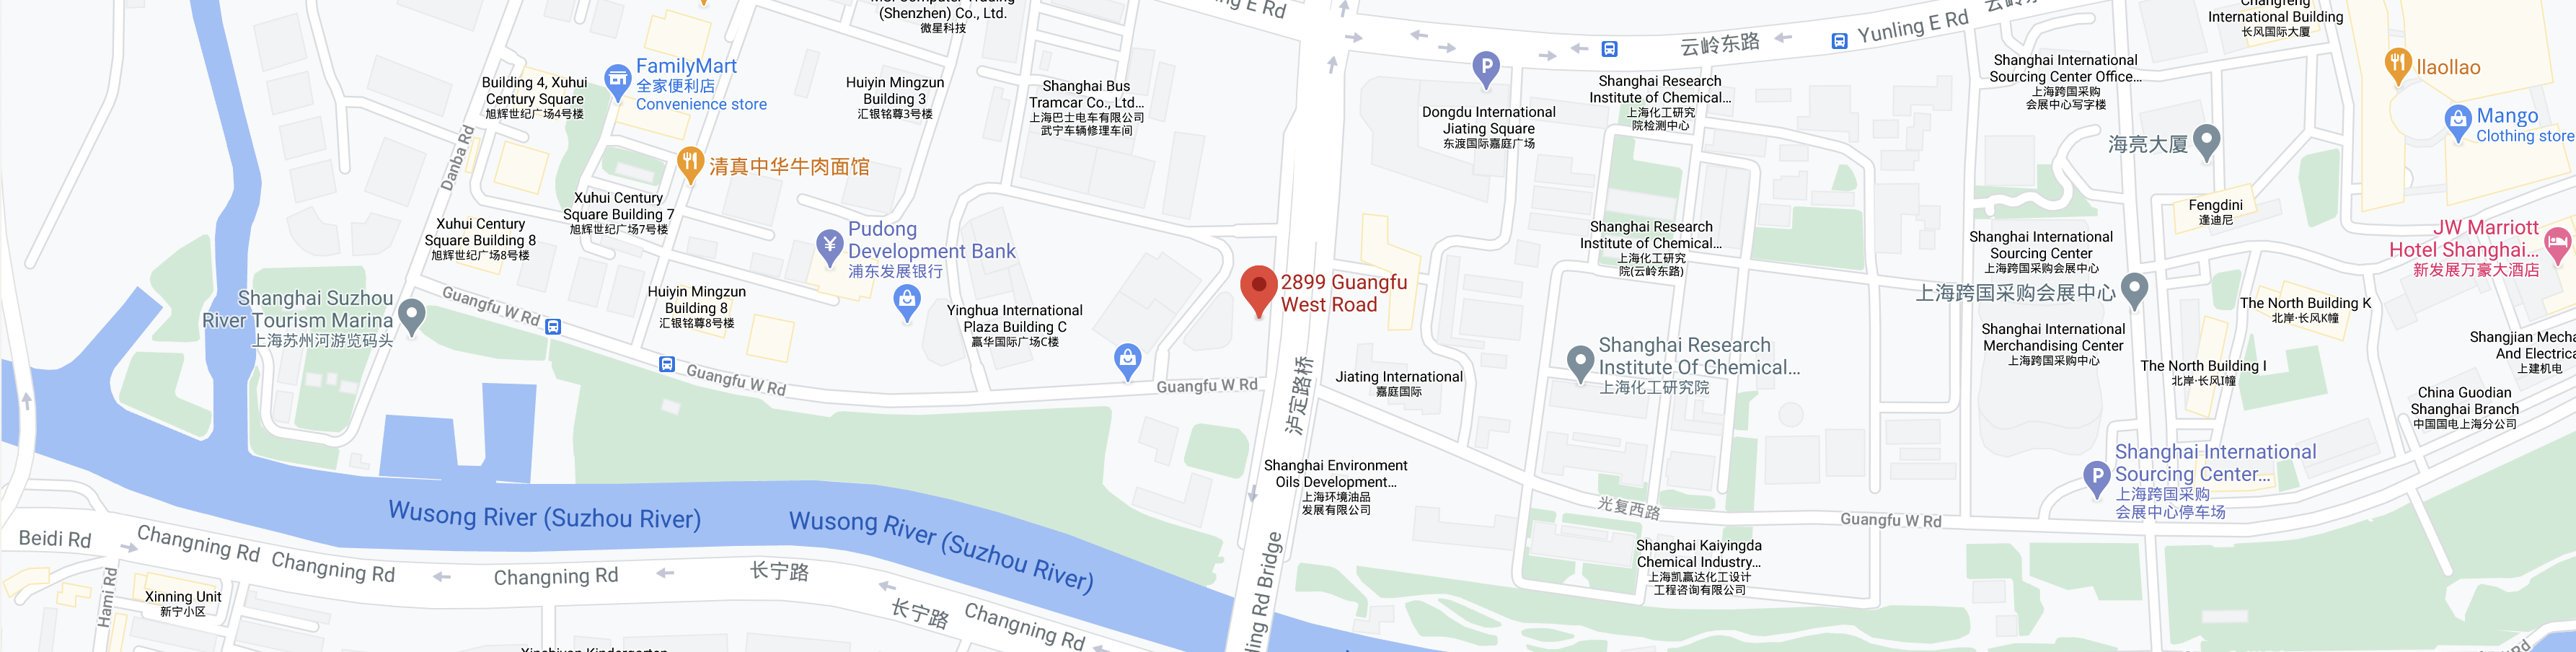 (Shenzhen) Co., Ltd.
微星科技
ng E Rd
云岭东路
Yunling E Rd
Changfeng
International Building
长风国际大厦
FamilyMart
全家便利店
Convenience store
Building 4, Xuhui
Century Square
旭辉世纪广场4号楼
Huiyin Mingzun
Building 3
汇银铭尊3号楼
Shanghai Bus
Tramcar Co., Ltd...
上海巴士电车有限公司
武宁车辆修理车间
Dongdu International
Jiating Square
东渡国际嘉庭广场
Shanghai Research
Institute of Chemical...
上海化工研究
院检测中心
Shanghai International
Sourcing Center Office...
上海跨国采购
会展中心写字楼
llaollao
Mango
Clothing store
海亮大厦
Danba Rd
清真中华牛肉面馆
Xuhui Century
Square Building 7
旭辉世纪广场7号楼
Xuhui Century
Square Building 8
旭辉世纪广场8号楼
Pudong
Development Bank
浦东发展银行
Shanghai Research
Institute of Chemical...
上海化工研究
院(云岭东路)
Fengdini
逢迪尼
Shanghai International
Sourcing Center
上海跨国采购会展中心
JW Marriott
Hotel Shanghai...
新发展万豪大酒店
Shanghai Suzhou
River Tourism Marina
上海苏州河游览码头
Guangfu W Rd
Huiyin Mingzun
Building 8
汇银铭尊8号楼
Yinghua International
Plaza Building C
赢华国际广场C楼
2899 Guangfu
West Road
上海跨国采购会展中心
The North Building K
北岸·长风K幢
Shanghai International
Merchandising Center
上海跨国采购中心
The North Building I
北岸·长风I幢
Shangjian Mecha
And Electrica
上建机电
Guangfu W Rd
Guangfu W Rd
泸定路桥
Jiating International
嘉庭国际
Shanghai Research
Institute Of Chemical...
上海化工研究院
China Guodian
Shanghai Branch
中国国电上海分公司
Shanghai Environment
Oils Development...
上海环境油品
发展有限公司
光复西路
Guangfu W Rd
Shanghai International
Sourcing Center...
上海跨国采购
会展中心停车场
Wusong River (Suzhou River)
Wusong River (Suzhou River)
Beidi Rd
Changning Rd
Changning Rd
Changning Rd
长宁路
长宁路
Changning Rd
Hami Rd
Xinning Unit
新宁小区
ding Rd Bridge
Shanghai Kaiyingda
Chemical Industry...
上海凯赢达化工设计
工程咨询有限公司